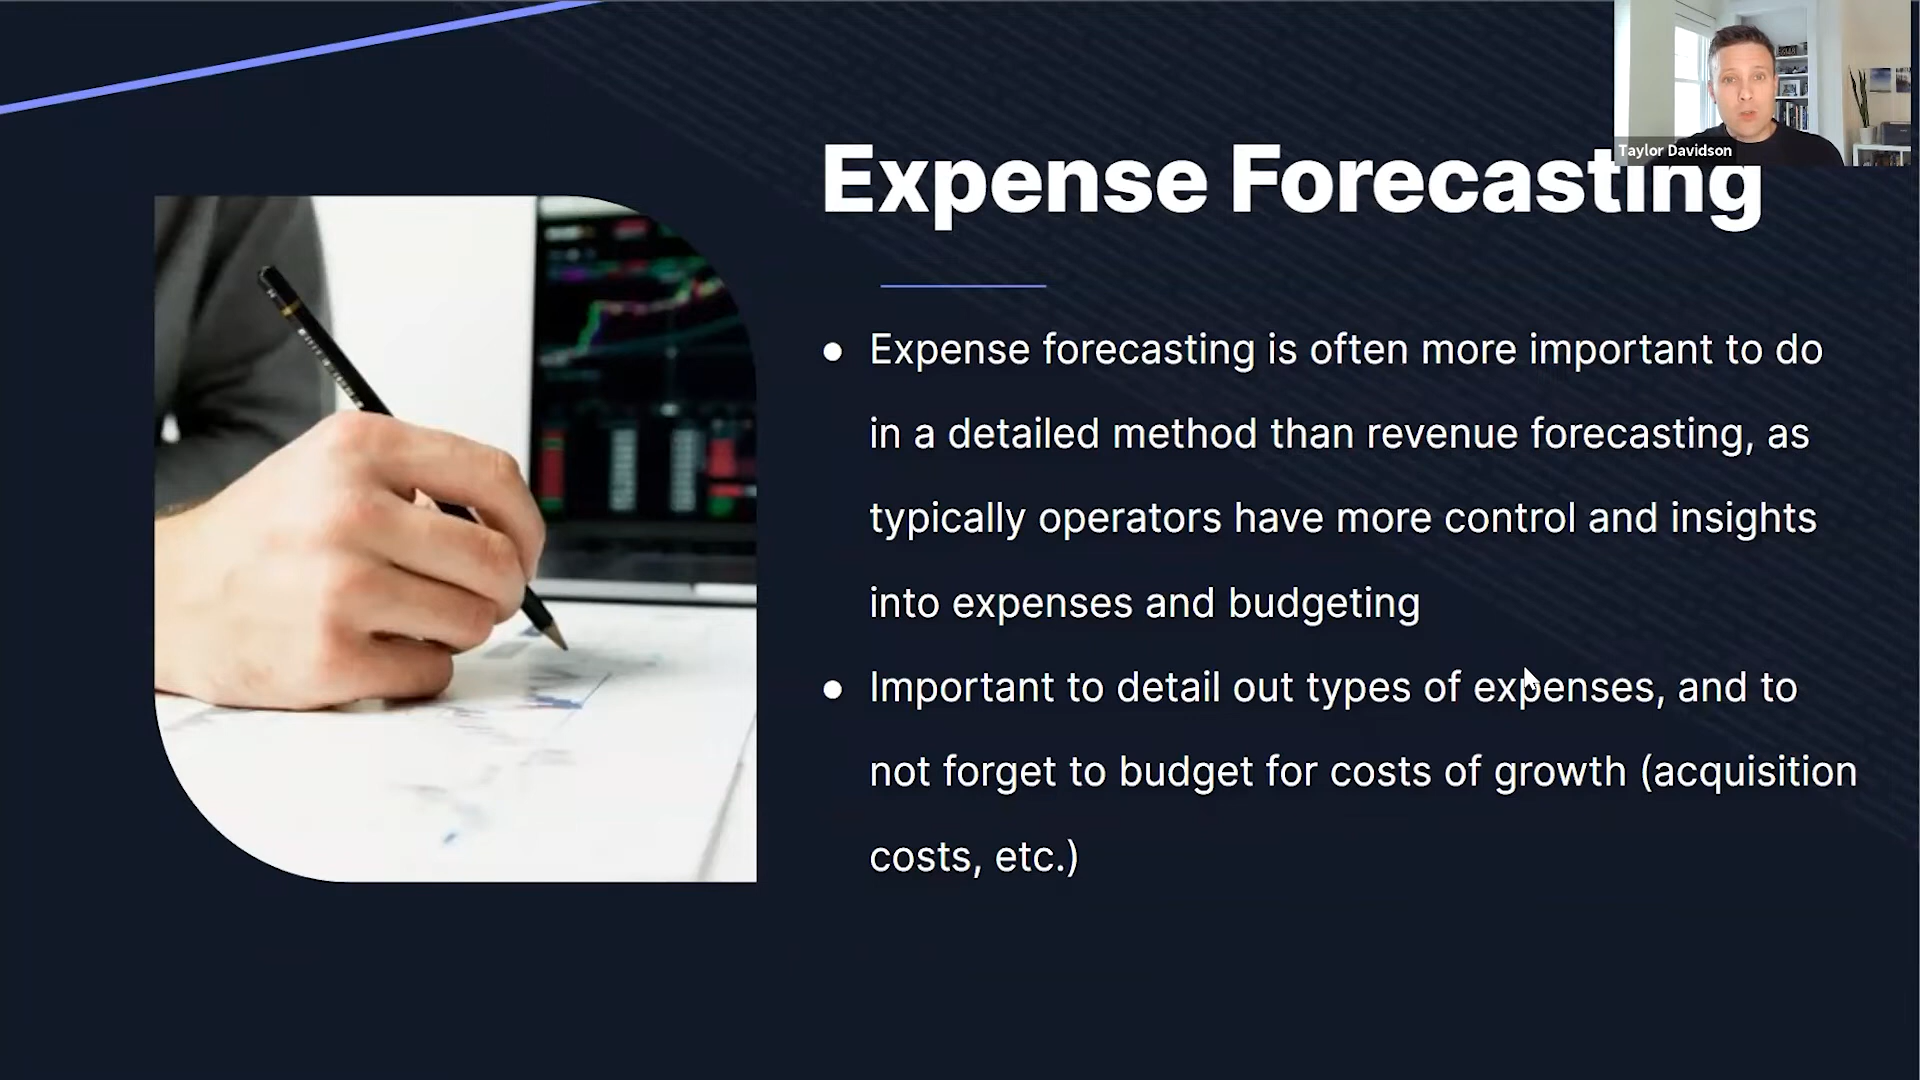 Taylor Davidson
Expense Forecasting
● Expense forecasting is often more important to do
in a detailed method than revenue forecasting, as
typically operators have more control and insights
into expenses and budgeting
● Important to detail out types of expenses, and to
not forget to budget for costs of growth (acquisition
costs, etc.)